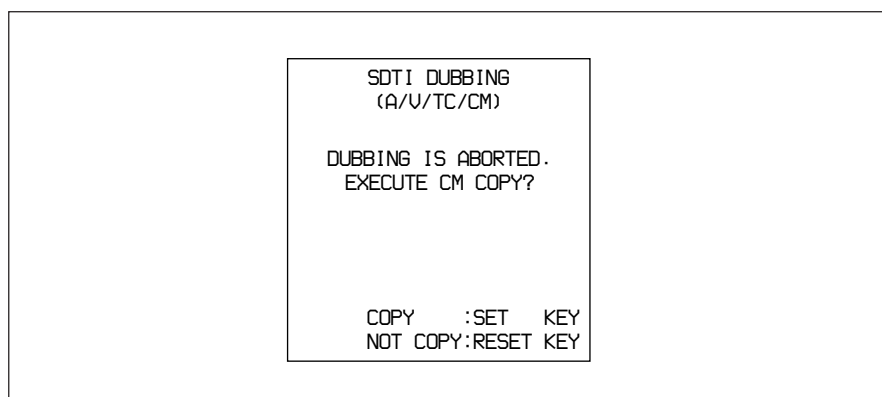 SDTI DUBBING
(A/V/TC/CM)
DUBBING IS ABORTED.
EXECUTE CM COPY?
COPY :SET KEY
NOT COPY:RESET KEY